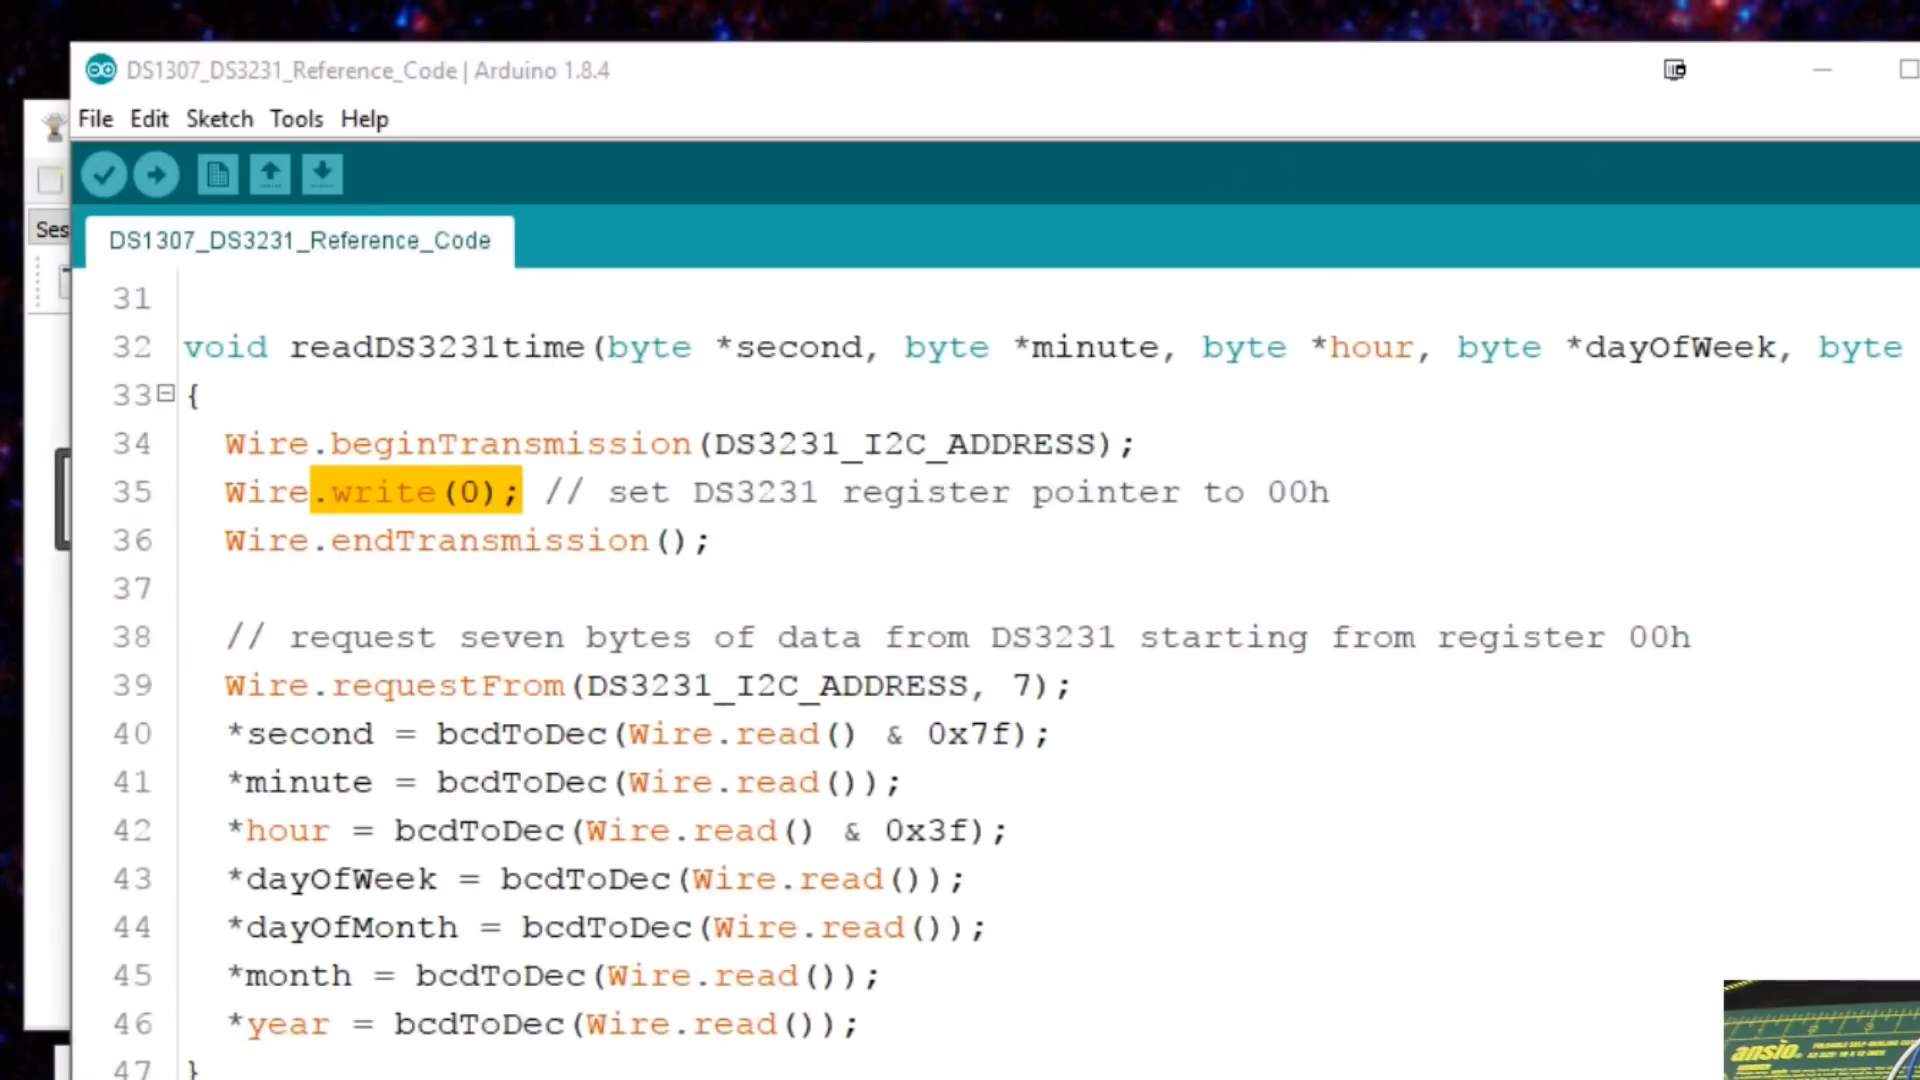 DS1307_DS3231_Reference_Code | Arduino 1.8.4
File Edit Sketch Tools Help
Ses
DS1307_DS3231_Reference_Code
31
32 void readDS3231time(byte *second, byte *minute, byte *hour, byte *dayOfWeek, byte
33 {
34 Wire.beginTransmission(DS3231_I2C_ADDRESS);
35 Wire.write(0); // set DS3231 register pointer to 00h
36 Wire.endTransmission();
37
38 // request seven bytes of data from DS3231 starting from register 00h
39 Wire.requestFrom(DS3231_I2C_ADDRESS, 7);
40 *second = bcdToDec(Wire.read() & 0x7f);
41 *minute = bcdToDec(Wire.read());
42 *hour = bcdToDec(Wire.read() & 0x3f);
43 *dayOfWeek = bcdToDec(Wire.read());
44 *dayOfMonth = bcdToDec(Wire.read());
45 *month = bcdToDec(Wire.read());
46 *year = bcdToDec(Wire.read());
47 }
ansio